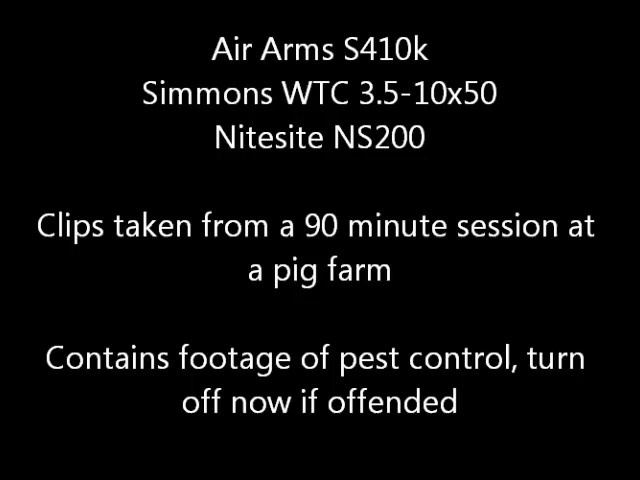 Air Arms S410k
Simmons WTC 3.5-10x50
Nitesite NS200
Clips taken from a 90 minute session at
a pig farm
Contains footage of pest control, turn
off now if offended